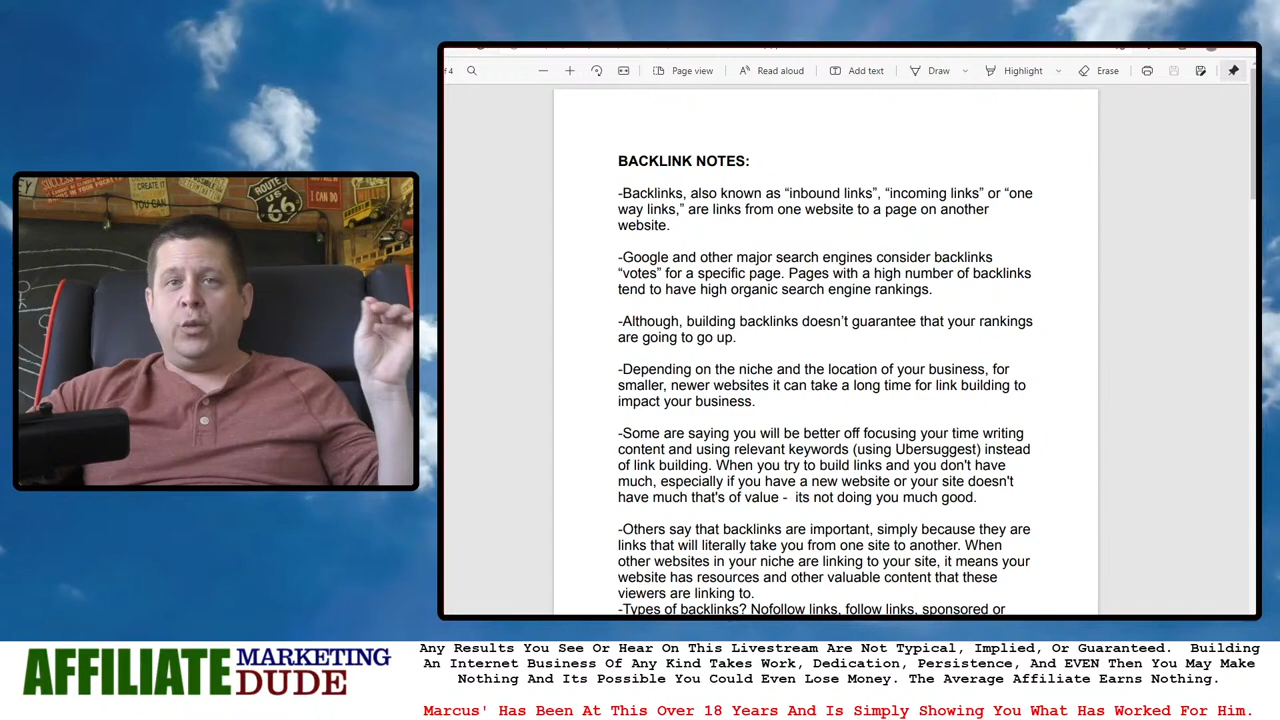 4
Page view
Read aloud
Add text
Draw
Highlight
Erase
BACKLINK NOTES:
-Backlinks, also known as “inbound links”, “incoming links” or “one
way links,” are links from one website to a page on another
website.
-Google and other major search engines consider backlinks
“votes” for a specific page. Pages with a high number of backlinks
tend to have high organic search engine rankings.
-Although, building backlinks doesn’t guarantee that your rankings
are going to go up.
-Depending on the niche and the location of your business, for
smaller, newer websites it can take a long time for link building to
impact your business.
-Some are saying you will be better off focusing your time writing
content and using relevant keywords (using Ubersuggest) instead
of link building. When you try to build links and you don't have
much, especially if you have a new website or your site doesn't
have much that's of value -  its not doing you much good.
-Others say that backlinks are important, simply because they are
links that will literally take you from one site to another. When
other websites in your niche are linking to your site, it means your
website has resources and other valuable content that these
viewers are linking to.
-Types of backlinks? Nofollow links, follow links, sponsored or
CREATE IT
YOU CAN
ROUTE
US
66
I CAN DO
AFFILIATE MARKETING DUDE
Any Results You See Or Hear On This Livestream Are Not Typical, Implied, Or Guaranteed.  Building
An Internet Business Of Any Kind Takes Work, Dedication, Persistence, And EVEN Then You May Make
Nothing And Its Possible You Could Even Lose Money. The Average Affiliate Earns Nothing.
Marcus' Has Been At This Over 18 Years And Is Simply Showing You What Has Worked For Him.